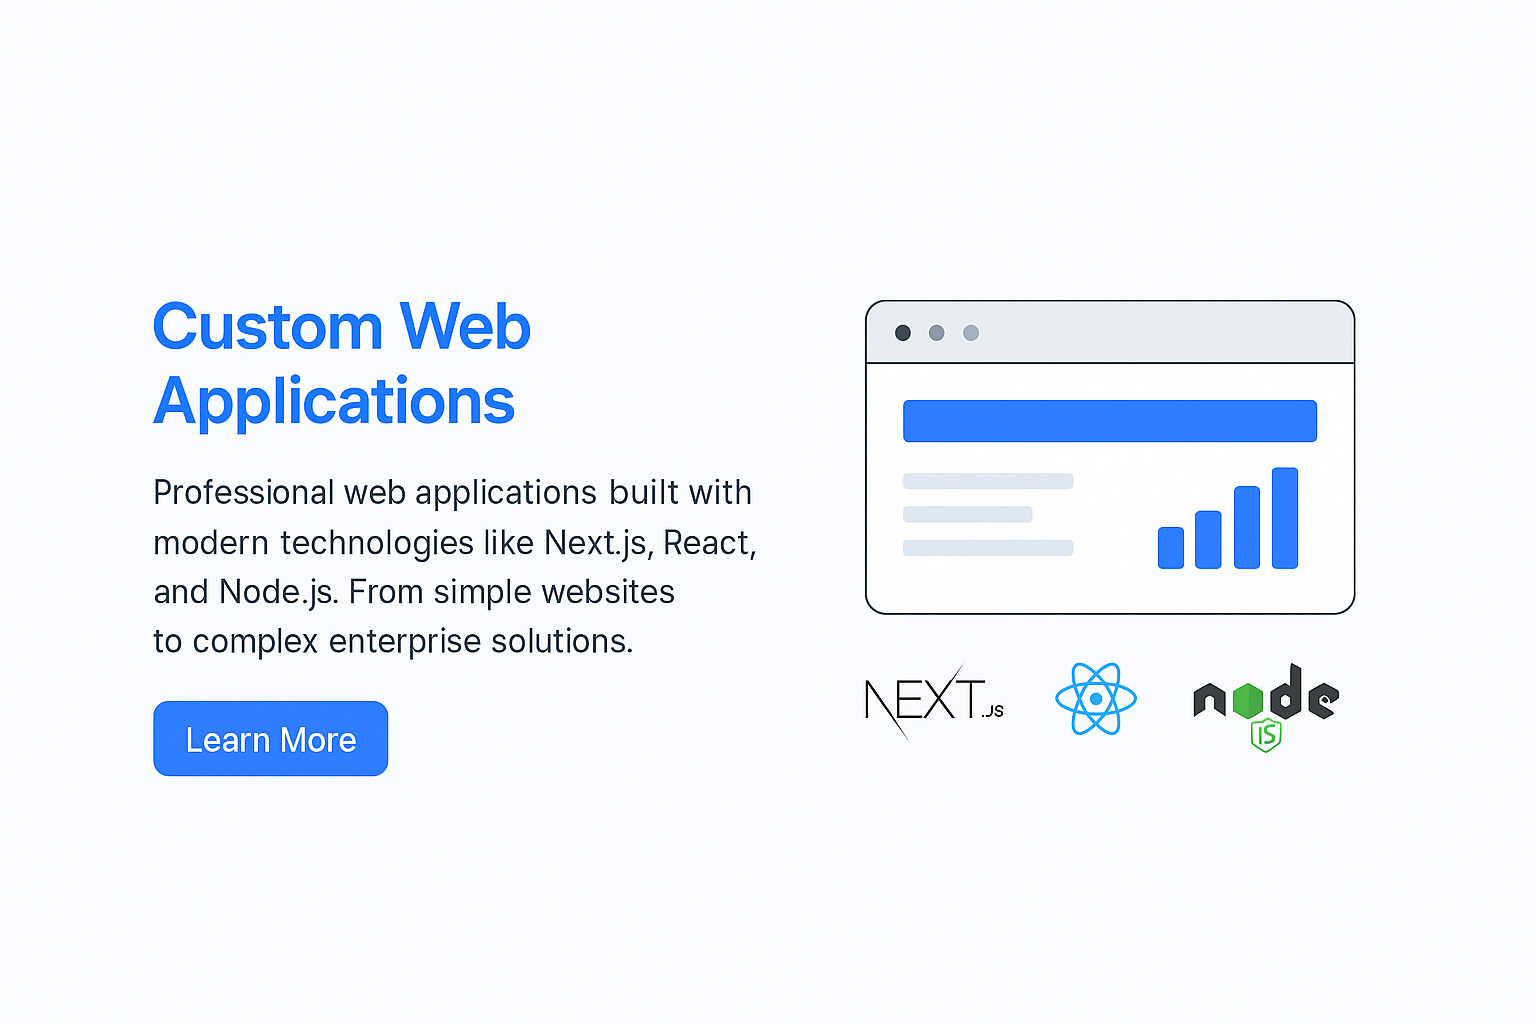 Custom Web
Applications
Professional web applications built with
modern technologies like Next.js, React,
and Node.js. From simple websites
to complex enterprise solutions.
Learn More
NEXT.JS
node
JS